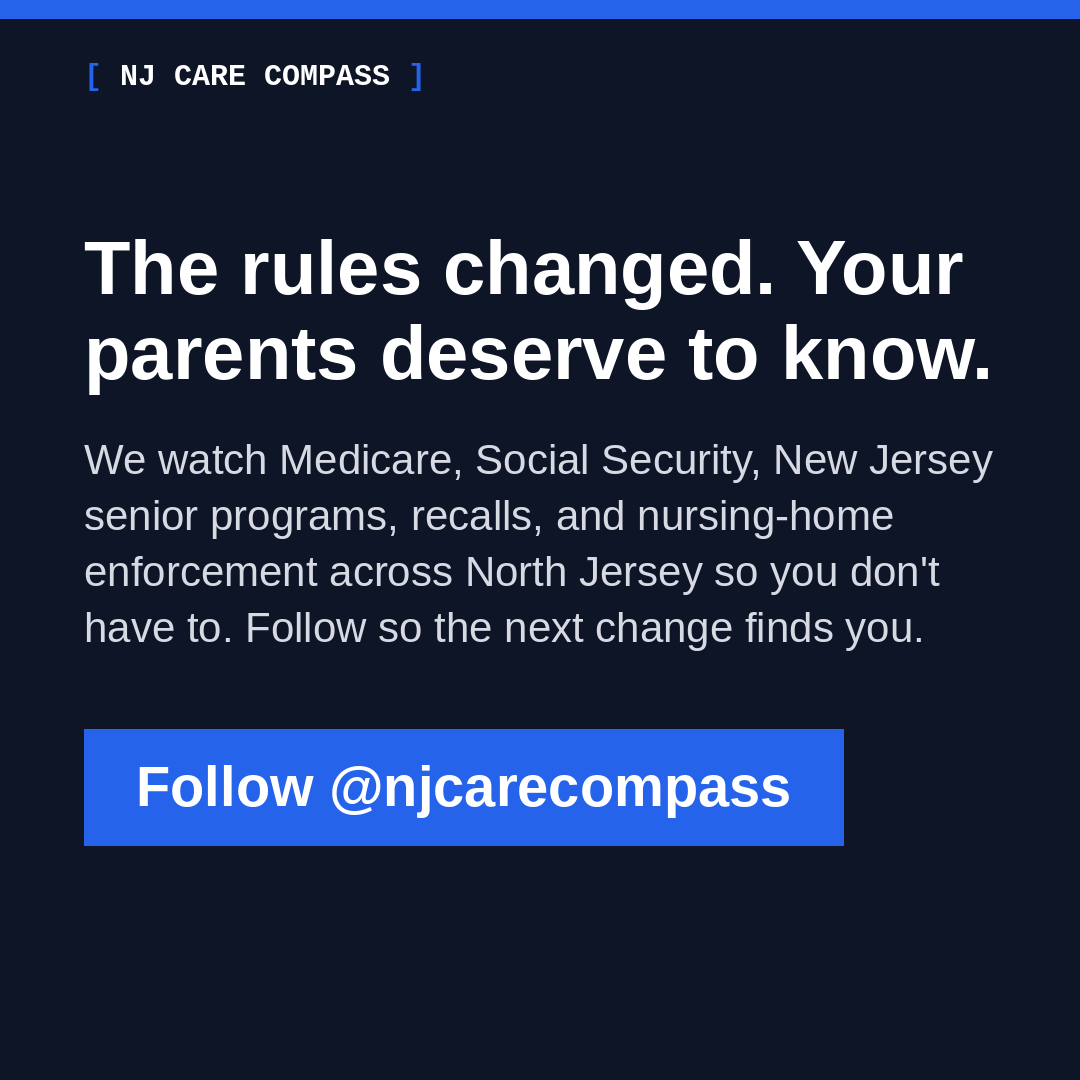 [ NJ CARE COMPASS ]
The rules changed. Your
parents deserve to know.
We watch Medicare, Social Security, New Jersey
senior programs, recalls, and nursing-home
enforcement across North Jersey so you don't
have to. Follow so the next change finds you.
Follow @njcarecompass